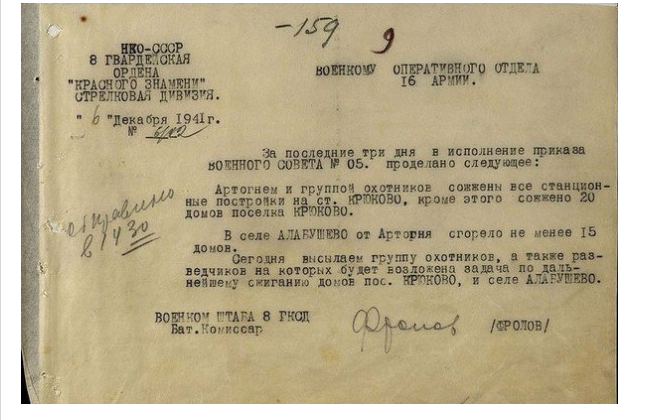 -159
9
НКО-СССР
8 ГВАРДЕЙСКАЯ
ОРДЕНА
"КРАСНОГО ЗНАМЕНИ"
СТРЕЛКОВАЯ ДИВИЗИЯ.
" 6 " Декабря 1941г.
№
ВОЕНКОМУ ОПЕРАТИВНОГО ОТДЕЛА
16 АРМИИ.
За последние три дня в исполнение приказа
ВОЕННОГО СОВЕТА № 05. проделано следующее:
Артогнем и группой охотников сожжены все станцион-
ные постройки на ст. КРЮКОВО, кроме этого сожжено 20
домов поселка КРЮКОВО.
В селе АЛАБУШЕВО от Артогня сгорело не менее 15
домов.
Сегодня высылаем группу охотников, а также раз-
ведчиков на которых будет возложена задача по даль-
нейшему сжиганию домов пос. КРЮКОВО, и селе АЛАБУШЕВО.
отправлено
в 14 30
ВОЕНКОМ ШТАБА 8 ГКСД
Бат.Комиссар
Фролов
/ФРОЛОВ/